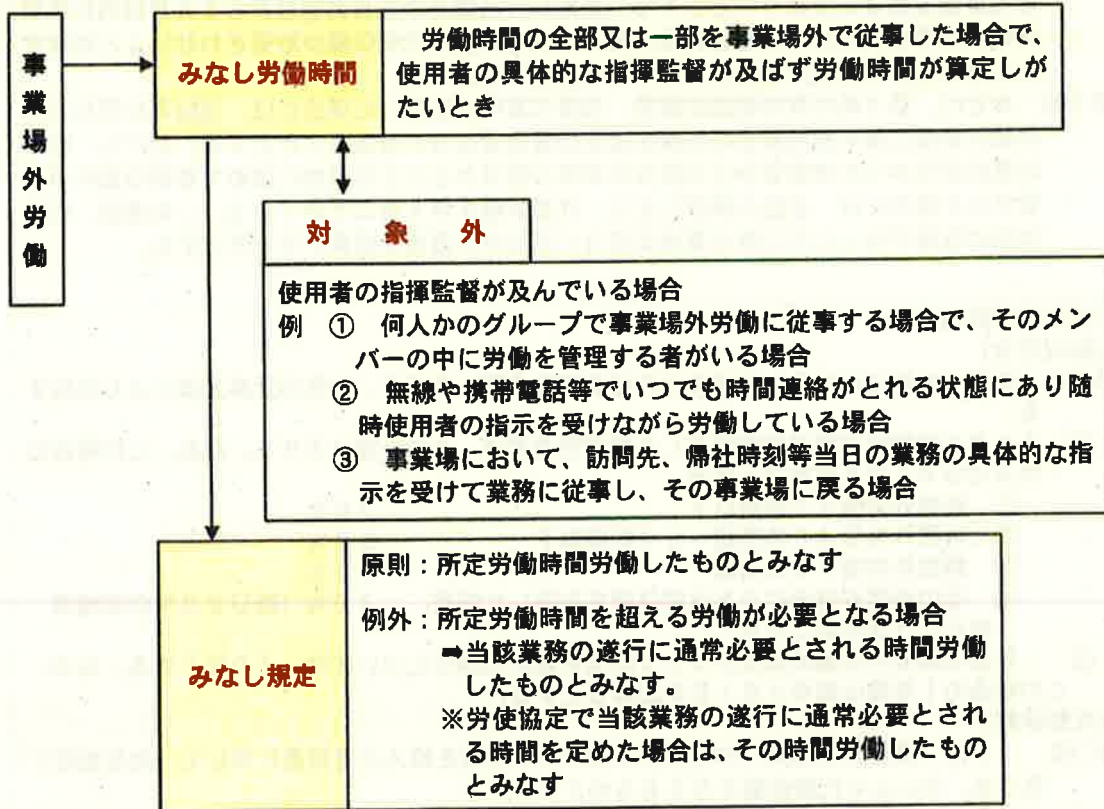 事業場外労働
みなし労働時間
労働時間の全部又は一部を事業場外で従事した場合で、
使用者の具体的な指揮監督が及ばず労働時間が算定しが
たいとき
対象外
使用者の指揮監督が及んでいる場合
例　①　何人かのグループで事業場外労働に従事する場合で、そのメン
バーの中に労働を管理する者がいる場合
②　無線や携帯電話等でいつでも時間連絡がとれる状態にあり随
時使用者の指示を受けながら労働している場合
③　事業場において、訪問先、帰社時刻等当日の業務の具体的な指
示を受けて業務に従事し、その事業場に戻る場合
みなし規定
原則：所定労働時間労働したものとみなす
例外：所定労働時間を超える労働が必要となる場合
➡当該業務の遂行に通常必要とされる時間労働
したものとみなす。
※労使協定で当該業務の遂行に通常必要とされ
る時間を定めた場合は、その時間労働したもの
とみなす